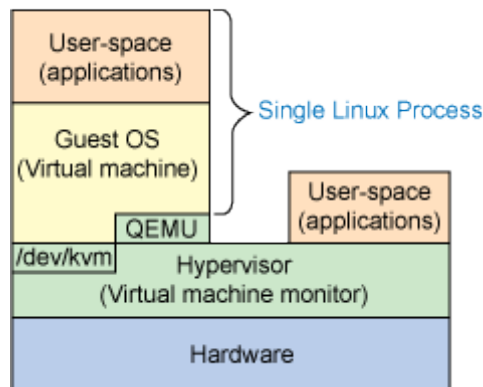 User-space
(applications)
Single Linux Process
Guest OS
(Virtual machine)
User-space
(applications)
QEMU
/dev/kvm
Hypervisor
(Virtual machine monitor)
Hardware